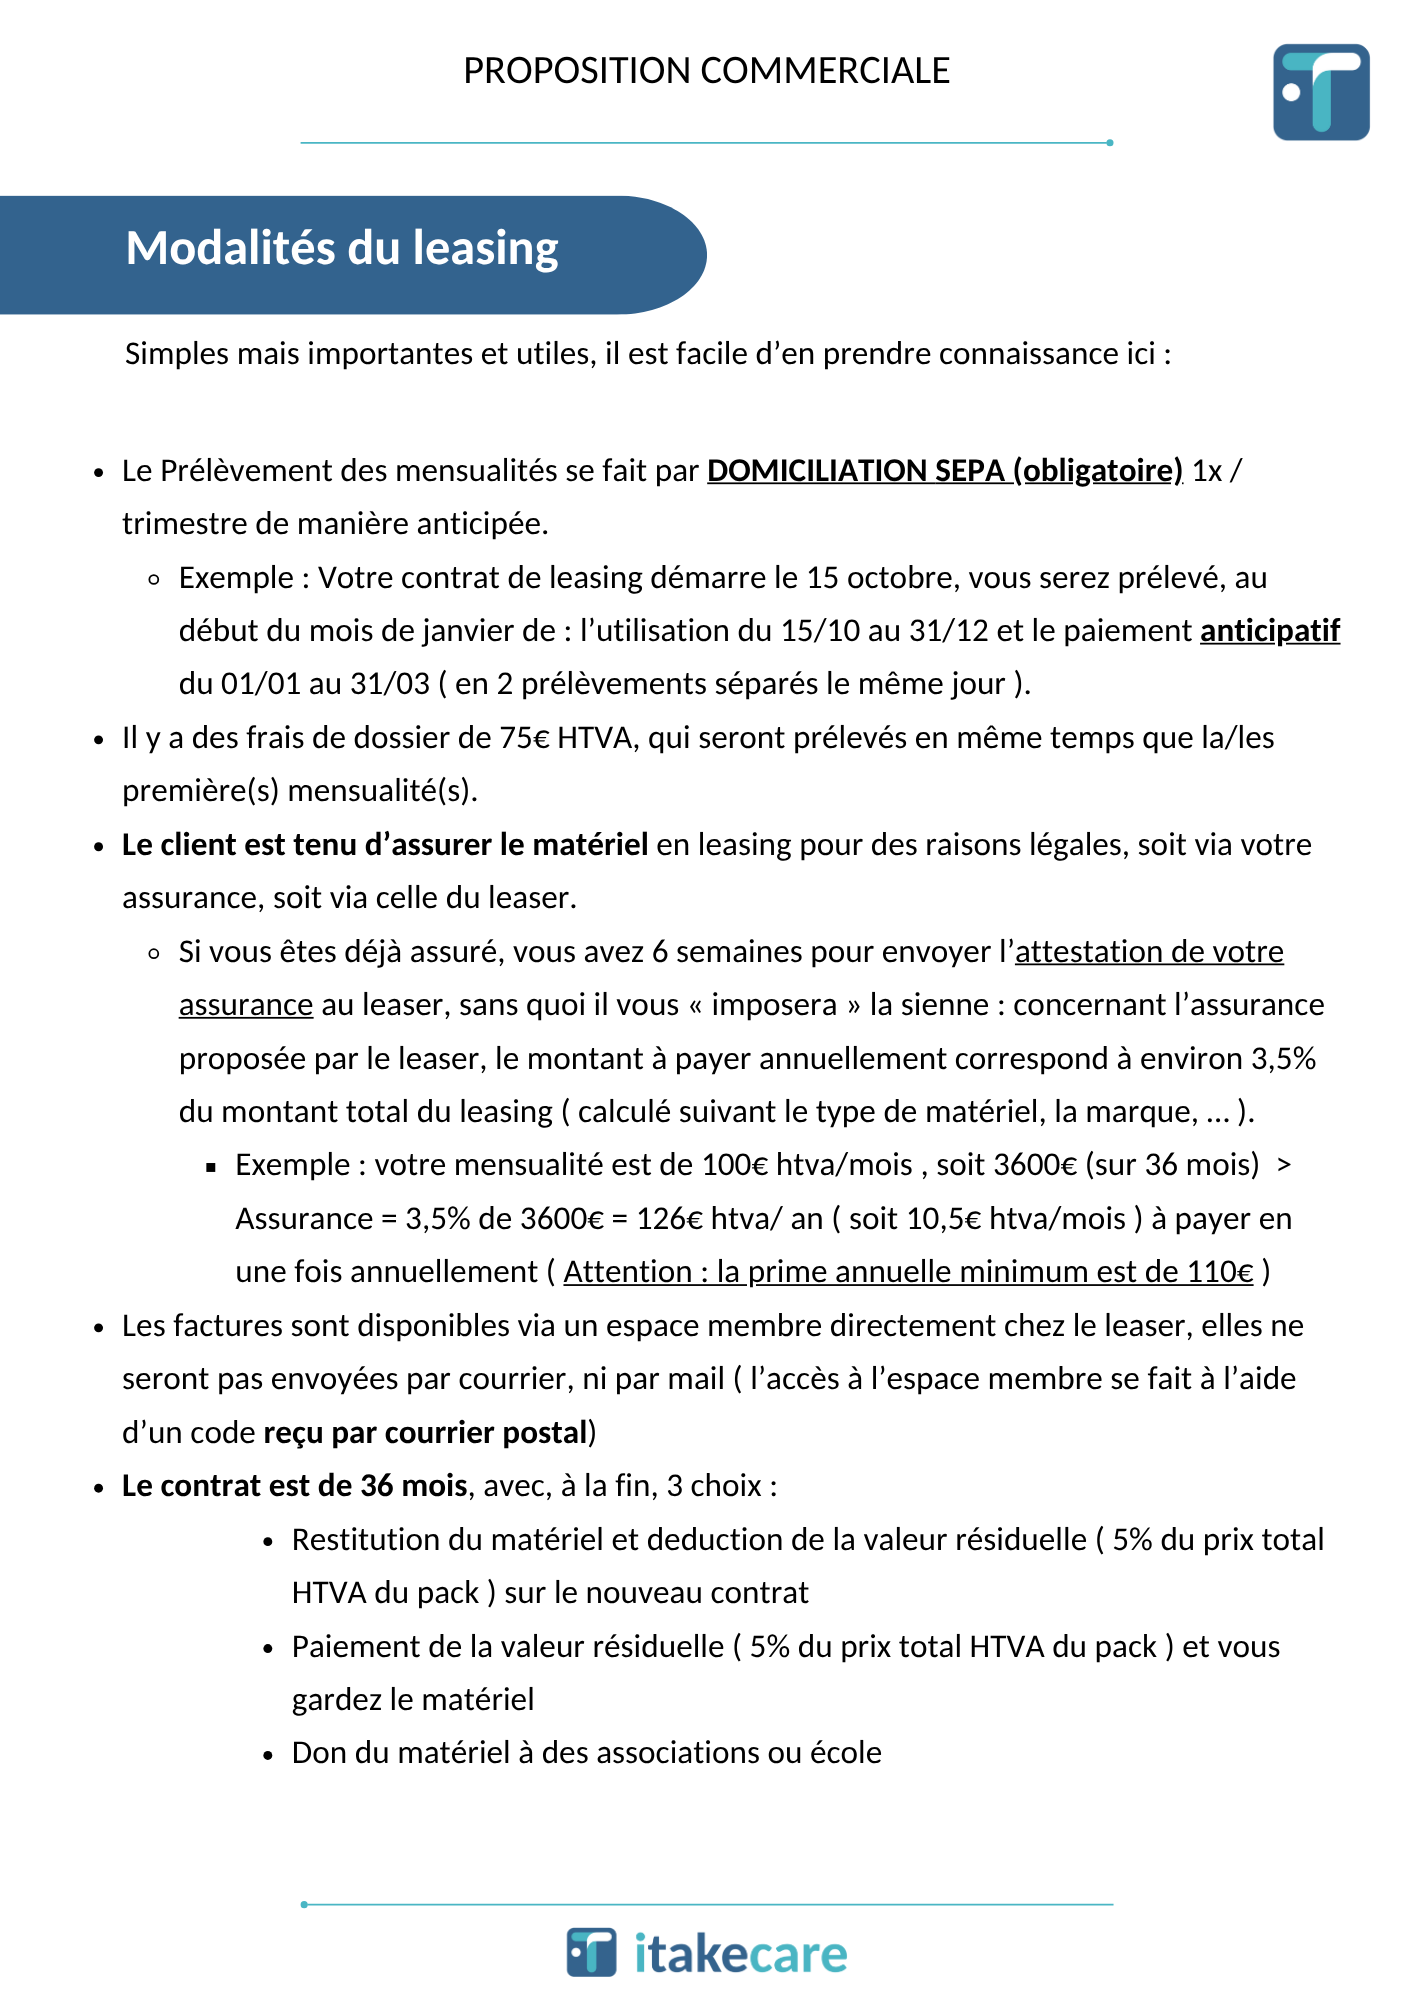 PROPOSITION COMMERCIALE
Modalités du leasing
Simples mais importantes et utiles, il est facile d’en prendre connaissance ici :
• Le Prélèvement des mensualités se fait par DOMICILIATION SEPA (obligatoire) 1x /
trimestre de manière anticipée.
◦ Exemple : Votre contrat de leasing démarre le 15 octobre, vous serez prélevé, au
début du mois de janvier de : l’utilisation du 15/10 au 31/12 et le paiement anticipatif
du 01/01 au 31/03 ( en 2 prélèvements séparés le même jour ).
• Il y a des frais de dossier de 75€ HTVA, qui seront prélevés en même temps que la/les
première(s) mensualité(s).
• Le client est tenu d’assurer le matériel en leasing pour des raisons légales, soit via votre
assurance, soit via celle du leaser.
◦ Si vous êtes déjà assuré, vous avez 6 semaines pour envoyer l’attestation de votre
assurance au leaser, sans quoi il vous « imposera » la sienne : concernant l’assurance
proposée par le leaser, le montant à payer annuellement correspond à environ 3,5%
du montant total du leasing ( calculé suivant le type de matériel, la marque, … ).
▪ Exemple : votre mensualité est de 100€ htva/mois , soit 3600€ (sur 36 mois)  >
Assurance = 3,5% de 3600€ = 126€ htva/ an ( soit 10,5€ htva/mois ) à payer en
une fois annuellement ( Attention : la prime annuelle minimum est de 110€ )
• Les factures sont disponibles via un espace membre directement chez le leaser, elles ne
seront pas envoyées par courrier, ni par mail ( l’accès à l’espace membre se fait à l’aide
d’un code reçu par courrier postal)
• Le contrat est de 36 mois, avec, à la fin, 3 choix :
• Restitution du matériel et deduction de la valeur résiduelle ( 5% du prix total
HTVA du pack ) sur le nouveau contrat
• Paiement de la valeur résiduelle ( 5% du prix total HTVA du pack ) et vous
gardez le matériel
• Don du matériel à des associations ou école
itakecare